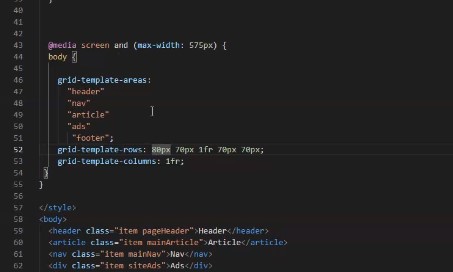 40
41
42
43 @media screen and (max-width: 575px) {
44 body {
45
46 grid-template-areas:
47 "header"
48 "nav"
49 "article"
50 "ads"
51 "footer";
52 grid-template-rows: 80px 70px 1fr 70px 70px;
53 grid-template-columns: 1fr;
54 }
55 }
56
57 </style>
58 <body>
59 <header class="item pageHeader">Header</header>
60 <article class="item mainArticle">Article</article>
61 <nav class="item mainNav">Nav</nav>
62 <div class="item siteAds">Ads</div>